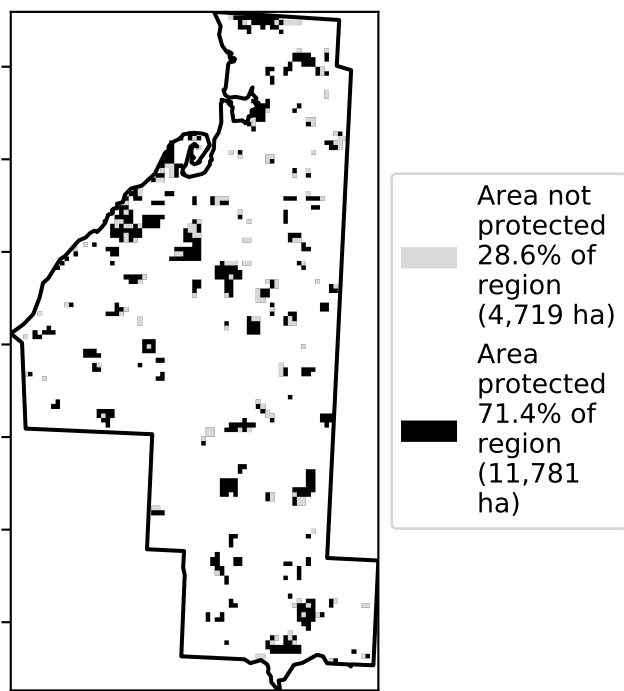 Area not
protected
28.6% of
region
(4,719 ha)
Area
protected
71.4% of
region
(11,781
ha)